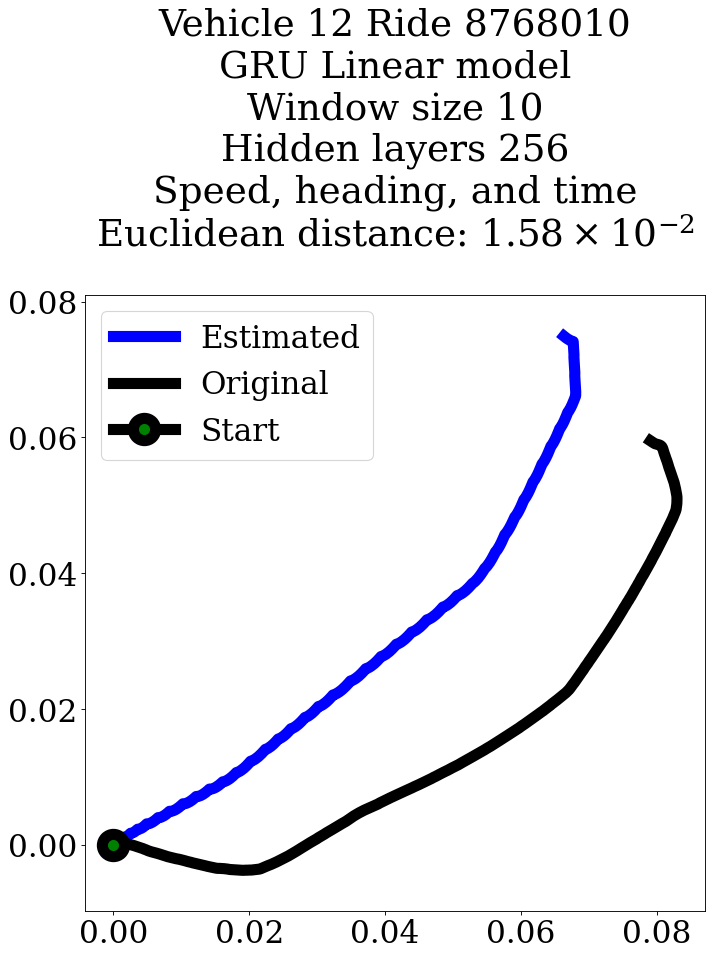 Vehicle 12 Ride 8768010
GRU Linear model
Window size 10
Hidden layers 256
Speed, heading, and time
Euclidean distance: 1.58 × 10⁻²
0.08
Estimated
Original
Start
0.06
0.04
0.02
0.00
0.00 0.02 0.04 0.06 0.08